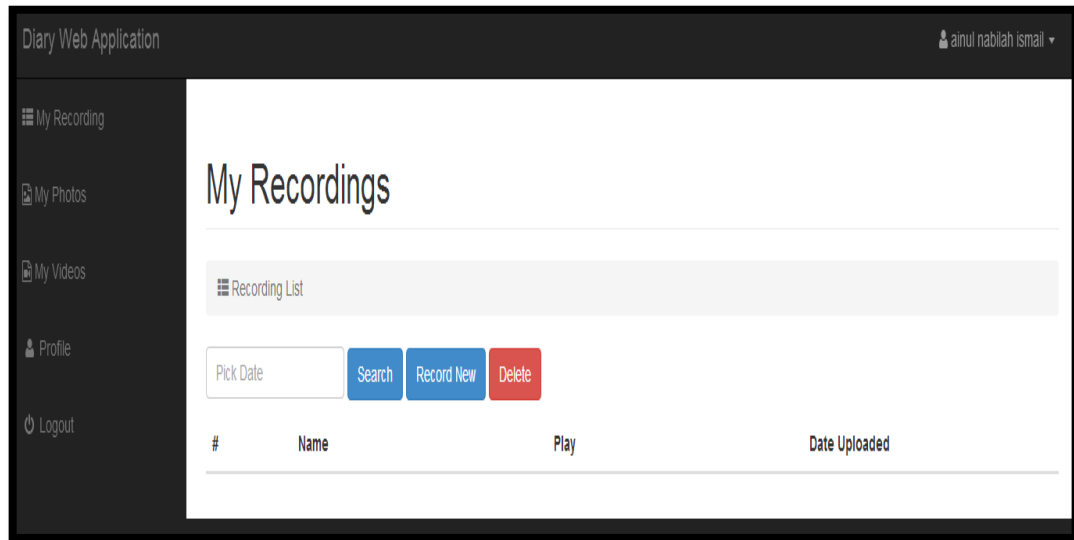 Diary Web Application
ainul nabilah ismail
My Recording
My Photos
My Videos
Profile
Logout
My Recordings
Recording List
Pick Date Search Record New Delete
# Name Play Date Uploaded